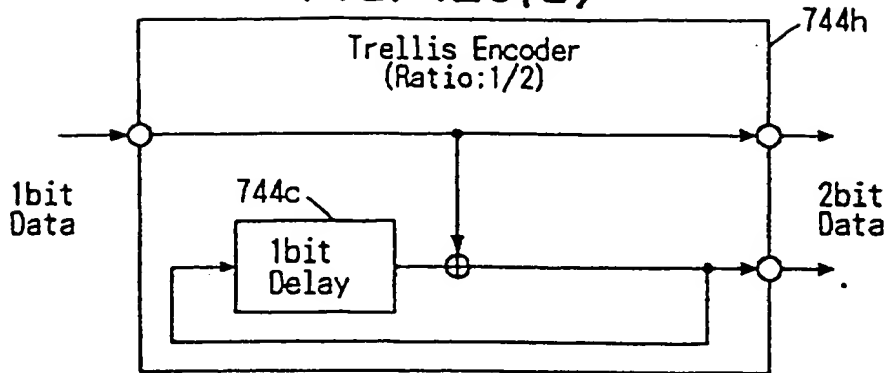 744h
Trellis Encoder
(Ratio:1/2)
1bit
Data
744c
1bit
Delay
2bit
Data